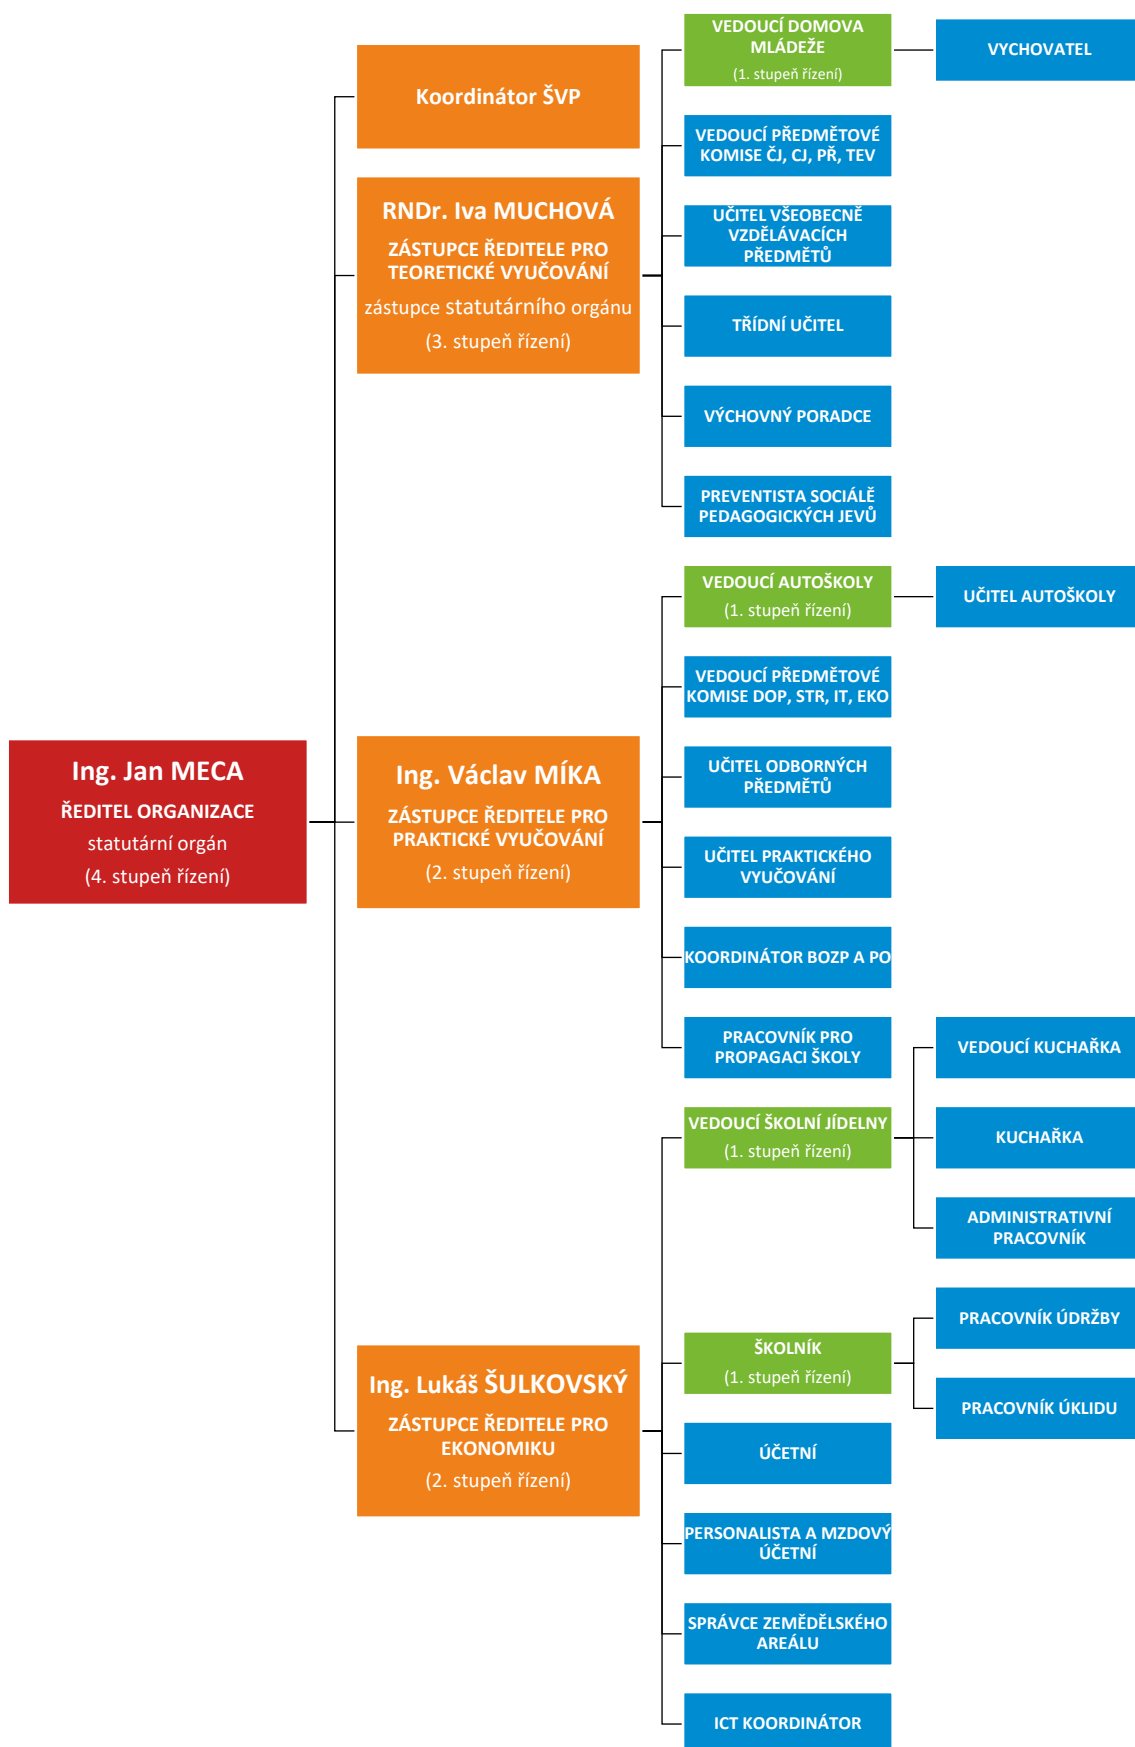 Ing. Jan MECA
ŘEDITEL ORGANIZACE
statutární orgán
(4. stupeň řízení)
Koordinátor ŠVP
RNDr. Iva MUCHOVÁ
ZÁSTUPCE ŘEDITELE PRO
TEORETICKÉ VYUČOVÁNÍ
zástupce statutárního orgánu
(3. stupeň řízení)
VEDOUCÍ DOMOVA
MLÁDEŽE
(1. stupeň řízení)
VYCHOVATEL
VEDOUCÍ PŘEDMĚTOVÉ
KOMISE ČJ, CJ, PŘ, TEV
UČITEL VŠEOBECNĚ
VZDĚLÁVACÍCH
PŘEDMĚTŮ
TŘÍDNÍ UČITEL
VÝCHOVNÝ PORADCE
PREVENTISTA SOCIÁLĚ
PEDAGOGICKÝCH JEVŮ
Ing. Václav MÍKA
ZÁSTUPCE ŘEDITELE PRO
PRAKTICKÉ VYUČOVÁNÍ
(2. stupeň řízení)
VEDOUCÍ AUTOŠKOLY
(1. stupeň řízení)
UČITEL AUTOŠKOLY
VEDOUCÍ PŘEDMĚTOVÉ
KOMISE DOP, STR, IT, EKO
UČITEL ODBORNÝCH
PŘEDMĚTŮ
UČITEL PRAKTICKÉHO
VYUČOVÁNÍ
KOORDINÁTOR BOZP A PO
PRACOVNÍK PRO
PROPAGACI ŠKOLY
Ing. Lukáš ŠULKOVSKÝ
ZÁSTUPCE ŘEDITELE PRO
EKONOMIKU
(2. stupeň řízení)
VEDOUCÍ ŠKOLNÍ JÍDELNY
(1. stupeň řízení)
VEDOUCÍ KUCHAŘKA
KUCHAŘKA
ADMINISTRATIVNÍ
PRACOVNÍK
ŠKOLNÍK
(1. stupeň řízení)
PRACOVNÍK ÚDRŽBY
PRACOVNÍK ÚKLIDU
ÚČETNÍ
PERSONALISTA A MZDOVÝ
ÚČETNÍ
SPRÁVCE ZEMĚDĚLSKÉHO
AREÁLU
ICT KOORDINÁTOR